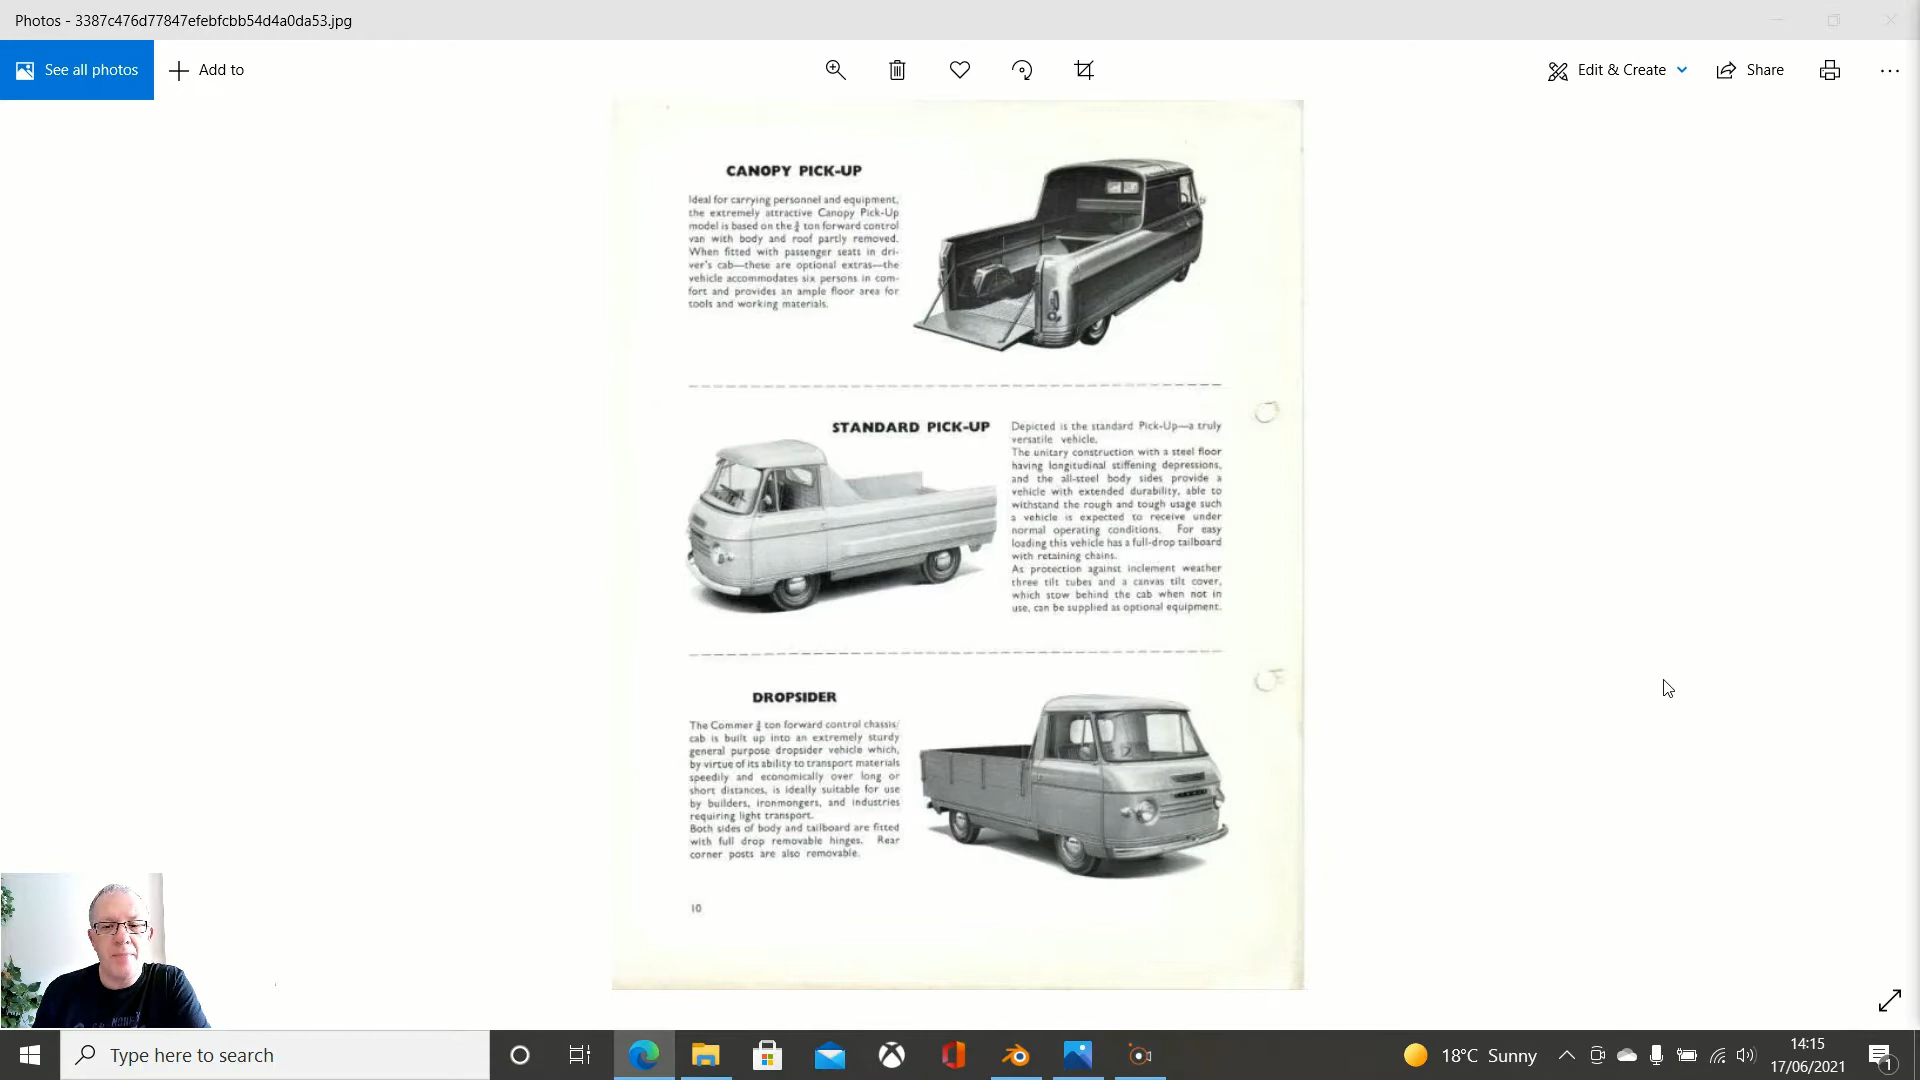 Photos - 3387c476d77847efebfcbb54d4a0da53.jpg
See all photos
Add to
Edit & Create
Share
CANOPY PICK-UP
Ideal for carrying personnel and equipment,
the extremely attractive Canopy Pick-Up
model is based on the ¾ ton forward control
van with body and roof partly removed.
When fitted with passenger seats in dri-
ver's cab—these are optional extras—the
vehicle accommodates six persons in com-
fort and provides an ample floor area for
tools and working materials.
STANDARD PICK-UP
Depicted is the standard Pick-Up—a truly
versatile vehicle.
The unitary construction with a steel floor
having longitudinal stiffening depressions,
and the all-steel body sides provide a
vehicle with extended durability, able to
withstand the rough and tough usage such
a vehicle is expected to receive under
normal operating conditions. For easy
loading this vehicle has a full-drop tailboard
with retaining chains.
As protection against inclement weather
three tilt tubes and a canvas tilt cover,
which stow behind the cab when not in
use, can be supplied as optional equipment.
DROPSIDER
The Commer ¾ ton forward control chassis/
cab is built up into an extremely sturdy
general purpose dropsider vehicle which,
by virtue of its ability to transport materials
speedily and economically over long or
short distances, is ideally suitable for use
by builders, ironmongers, and industries
requiring light transport.
Both sides of body and tailboard are fitted
with full drop removable hinges. Rear
corner posts are also removable.
10
Type here to search
18°C Sunny
14:15
17/06/2021
1